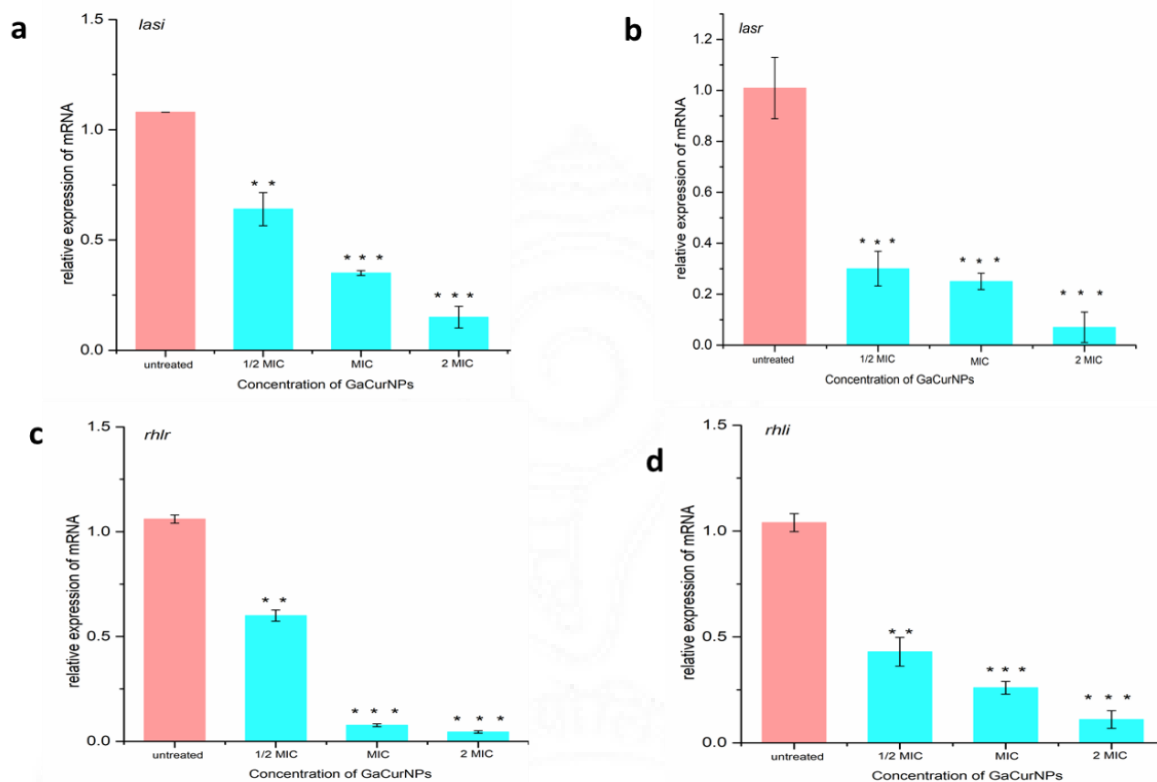 a
lasi
relative expression of mRNA
1.5
1.0
0.5
0.0
* *
* * *
* * *
untreated 1/2 MIC MIC 2 MIC
Concentration of GaCurNPs
b
lasr
relative expression of mRNA
1.2
1.0
0.8
0.6
0.4
0.2
0.0
* * *
* * *
* * *
untreated 1/2 MIC MIC 2 MIC
Concentration of GaCurNPs
c
rhlr
relative expression of mRNA
1.5
1.0
0.5
0.0
* *
* * *
* * *
untreated 1/2 MIC MIC 2 MIC
Concentration of GaCurNPs
d
rhli
relative expression of mRNA
1.5
1.0
0.5
0.0
* *
* * *
* * *
untreated 1/2 MIC MIC 2 MIC
Concentration of GaCurNPs